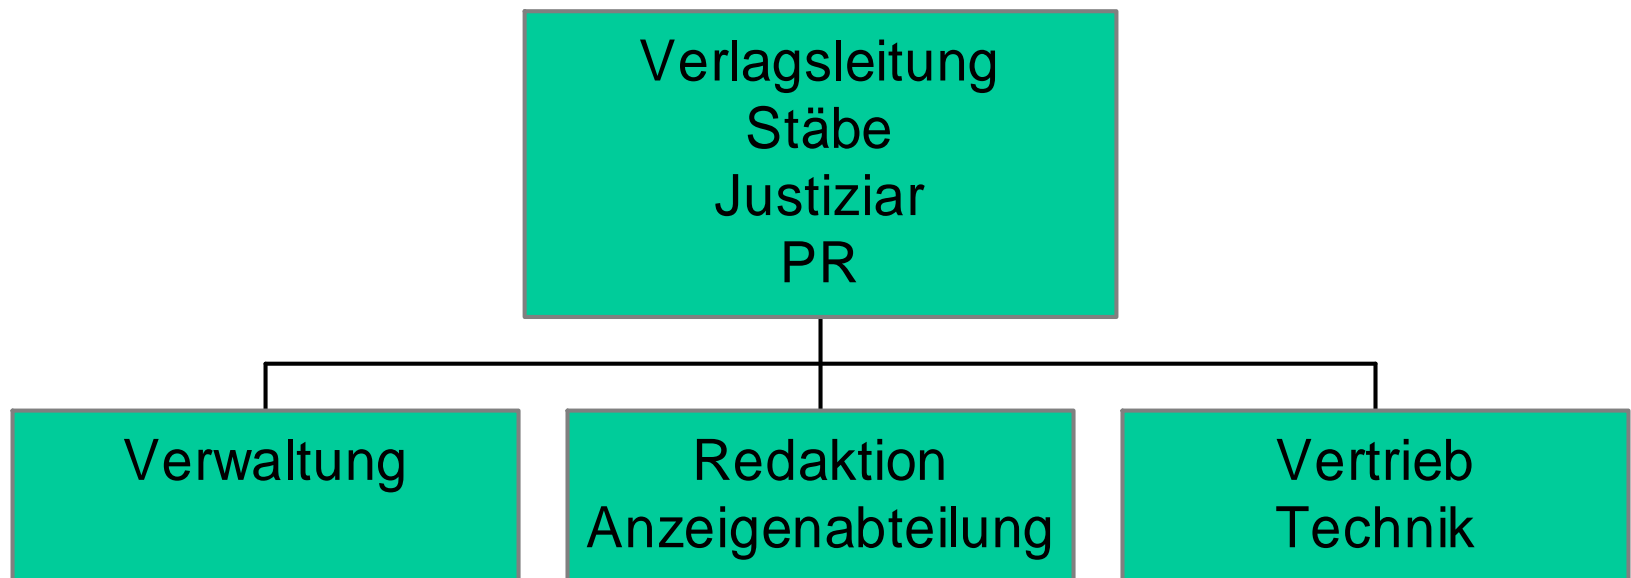 Verlagsleitung
Stäbe
Justiziar
PR
Verwaltung
Redaktion
Anzeigenabteilung
Vertrieb
Technik